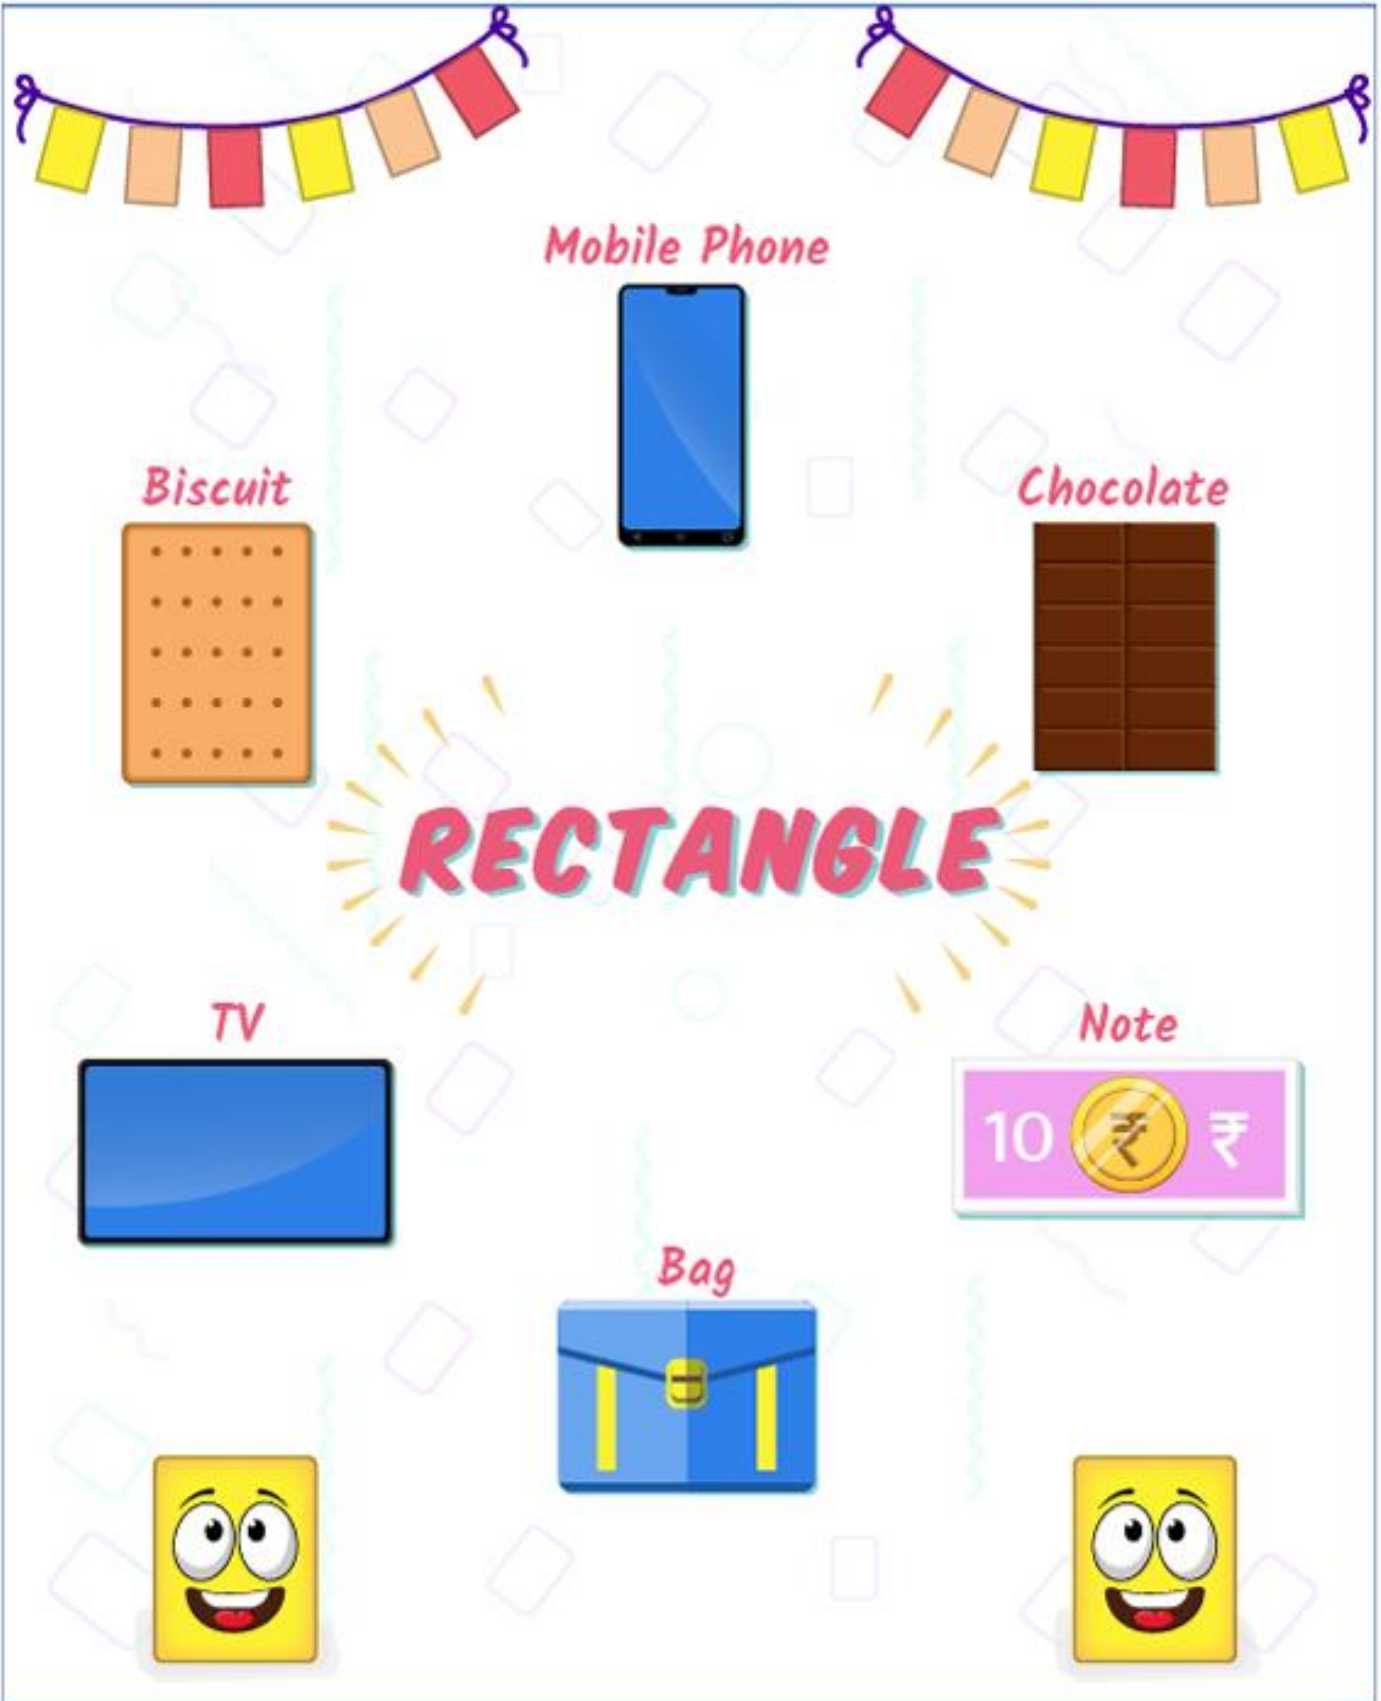 Mobile Phone
Biscuit
Chocolate
RECTANGLE
TV
Note
10 ₹ ₹
Bag